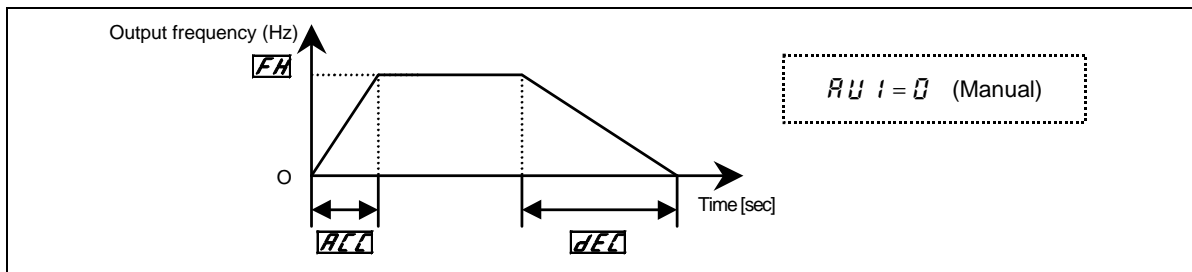 Output frequency (Hz)
FH
AU1=0 (Manual)
O
Time [sec]
ACC
dEC